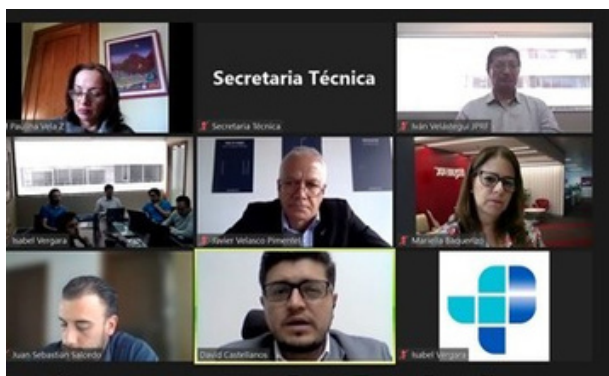 Paulina Vela Z
Secretaria Técnica
Secretaria Técnica
Iván Velástegui JPRF
Isabel Vergara
Javier Velasco Pimentel
Mariella Baquerizo
Juan Sebastián Salcedo
David Castellanos
Isabel Vergara